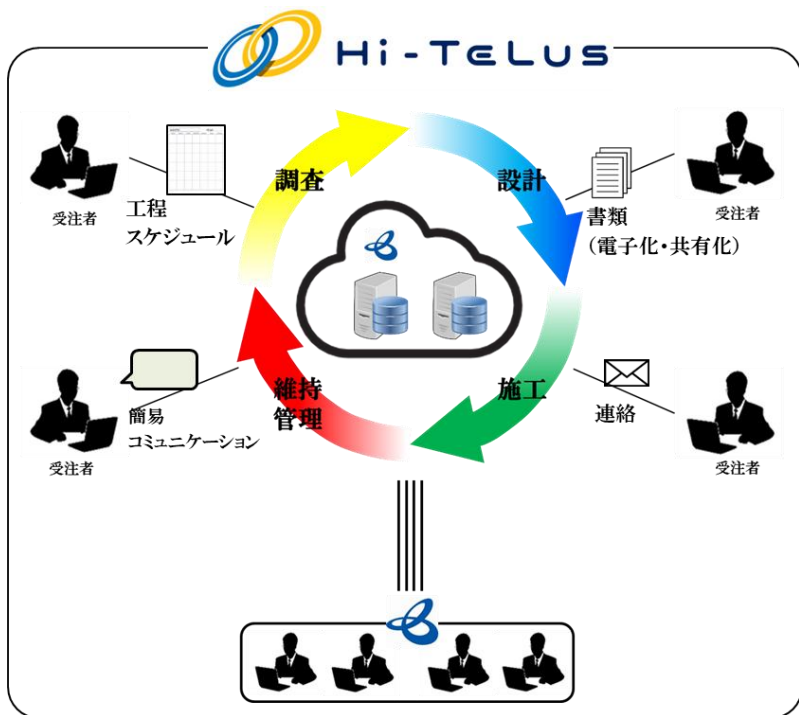 Hi-TeLus
調査
設計
受注者
工程
スケジュール
書類
(電子化・共有化)
受注者
維持
管理
施工
簡易
コミュニケーション
受注者
連絡
受注者